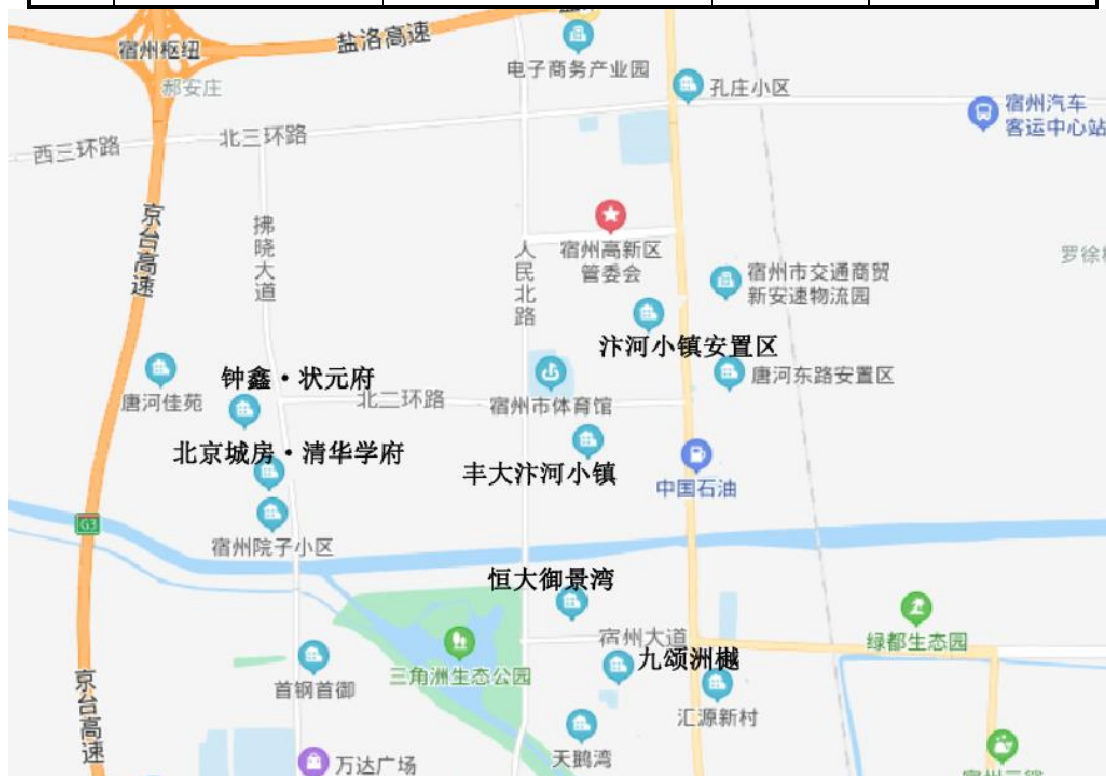 宿州枢纽
盐洛高速
郝安庄
电子商务产业园
孔庄小区
宿州汽车
客运中心站
西三环路
北三环路
京台高速
拂晓大道
人民北路
宿州高新区
管委会
宿州市交通商贸
新安速物流园
汴河小镇安置区
唐河佳苑
钟鑫·状元府
北二环路
宿州市体育馆
唐河东路安置区
北京城房·清华学府
丰大汴河小镇
中国石油
G3
宿州院子小区
恒大御景湾
宿州大道
绿都生态园
九颂洲樾
三角洲生态公园
首钢首御
汇源新村
京台高速
天鹅湾
万达广场